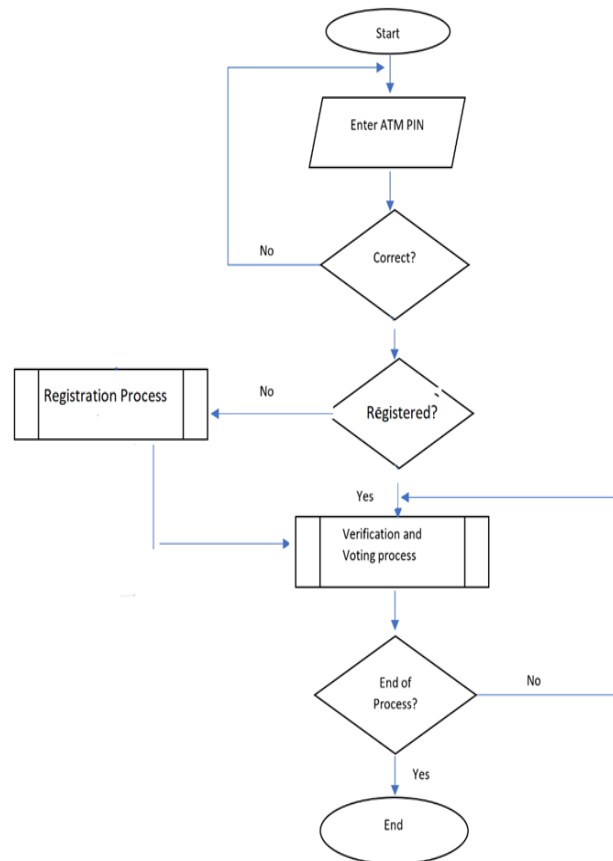 Start
Enter ATM PIN
No
Correct?
Registration Process
No
Registered?
Yes
Verification and
Voting process
End of
Process?
No
Yes
End